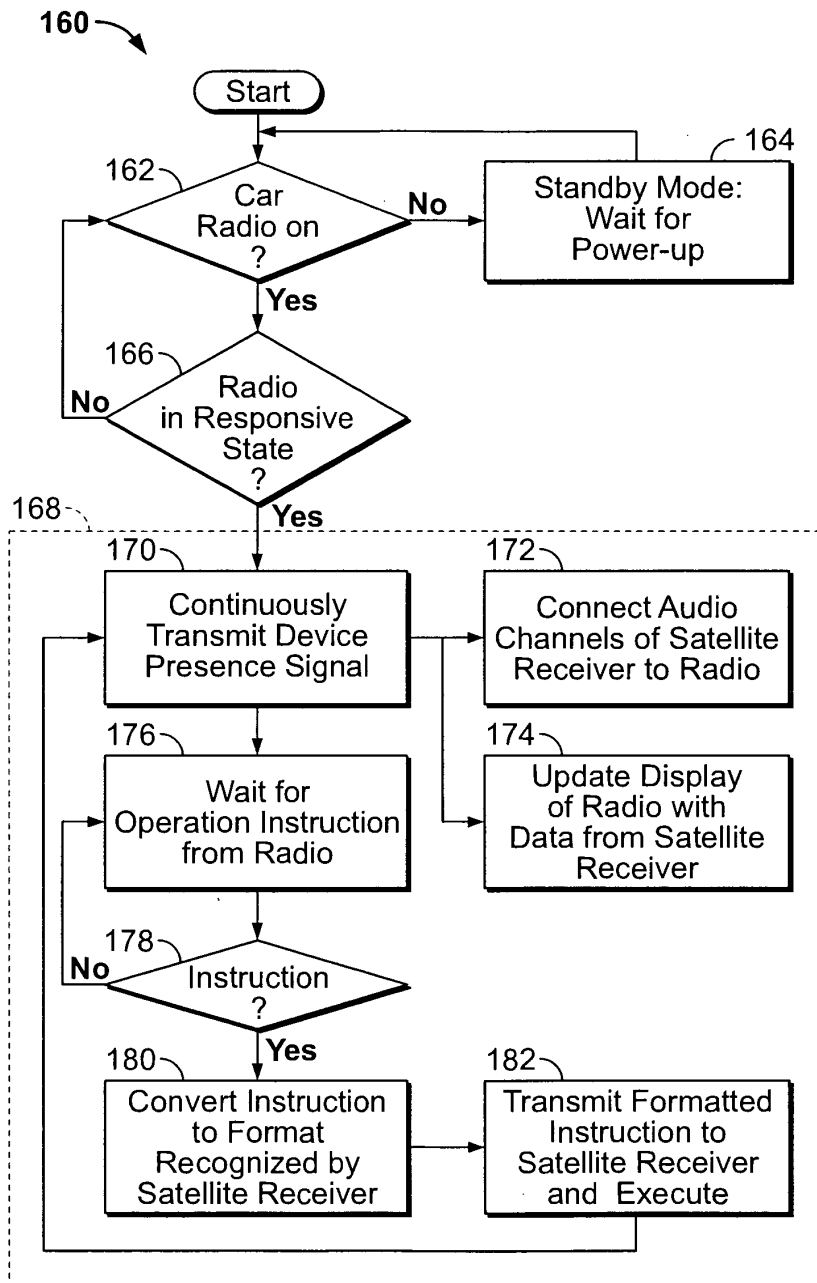 160
Start
162
Car
Radio on
?
No
164
Standby Mode:
Wait for
Power-up
Yes
166
Radio
in Responsive
State
?
No
Yes
168
170
Continuously
Transmit Device
Presence Signal
172
Connect Audio
Channels of Satellite
Receiver to Radio
174
Update Display
of Radio with
Data from Satellite
Receiver
176
Wait for
Operation Instruction
from Radio
178
Instruction
?
No
Yes
180
Convert Instruction
to Format
Recognized by
Satellite Receiver
182
Transmit Formatted
Instruction to
Satellite Receiver
and Execute